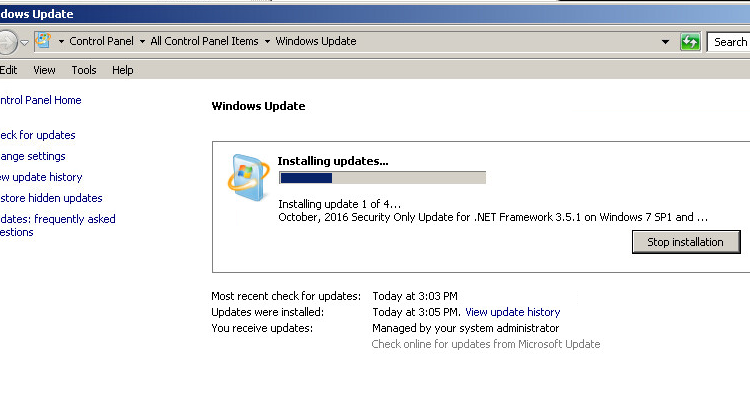 dows Update
Control Panel All Control Panel Items Windows Update Search
Edit View Tools Help
ntrol Panel Home
Windows Update
eck for updates
ange settings
Installing updates...
ew update history
store hidden updates
Installing update 1 of 4...
dates: frequently asked
estions
October, 2016 Security Only Update for .NET Framework 3.5.1 on Windows 7 SP1 and ...
Stop installation
Most recent check for updates: Today at 3:03 PM
Updates were installed: Today at 3:05 PM. View update history
You receive updates: Managed by your system administrator
Check online for updates from Microsoft Update